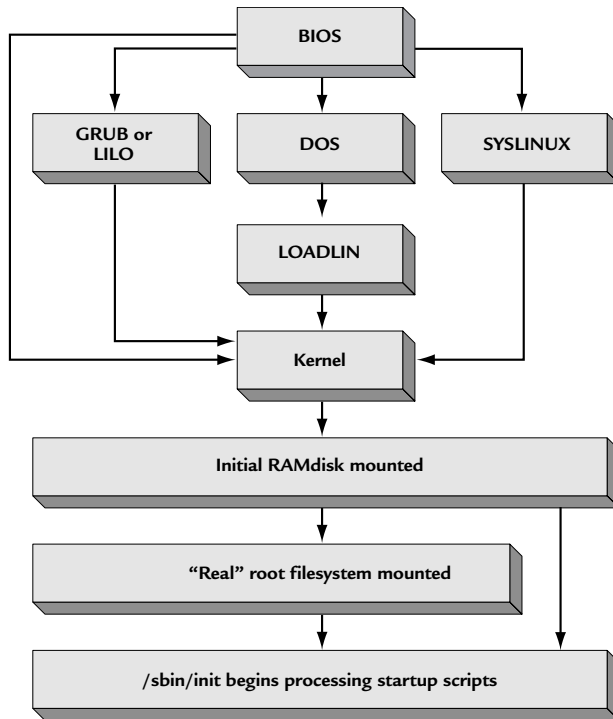 BIOS
GRUB or
LILO
DOS
SYSLINUX
LOADLIN
Kernel
Initial RAMdisk mounted
“Real” root filesystem mounted
/sbin/init begins processing startup scripts